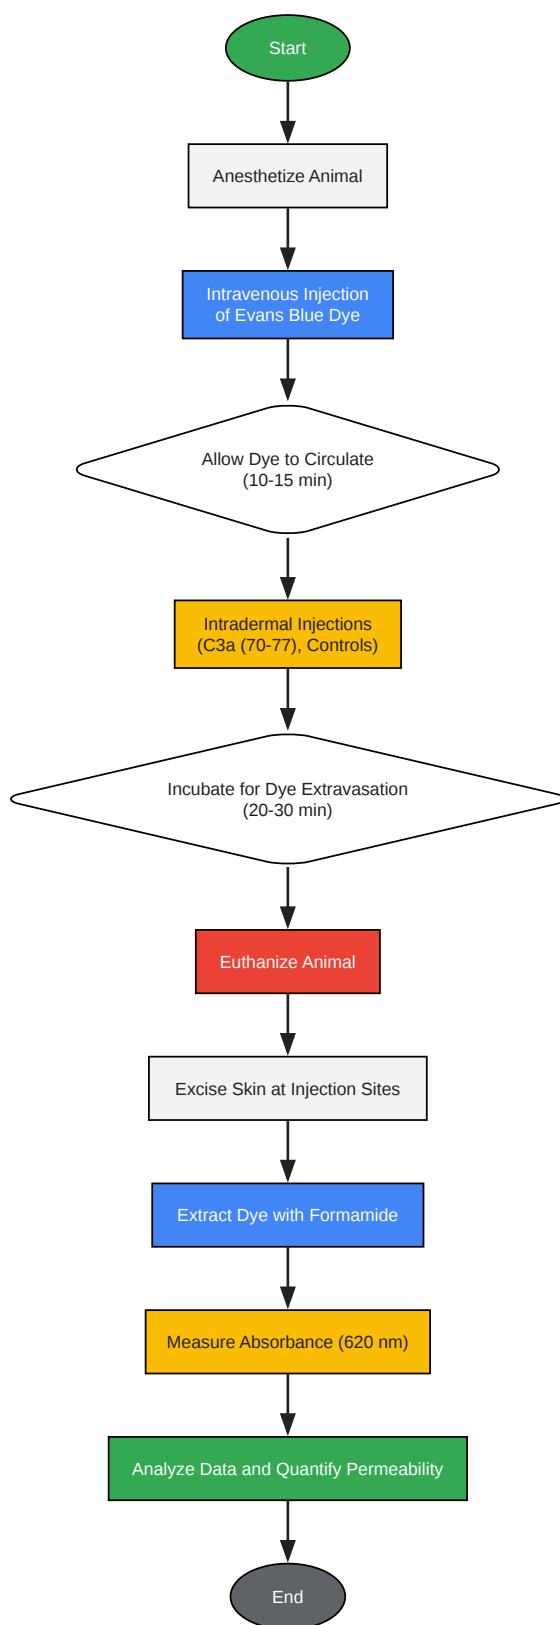 Start
Anesthetize Animal
Intravenous Injection
of Evans Blue Dye
Allow Dye to Circulate
(10-15 min)
Intradermal Injections
(C3a (70-77), Controls)
Incubate for Dye Extravasation
(20-30 min)
Euthanize Animal
Excise Skin at Injection Sites
Extract Dye with Formamide
Measure Absorbance (620 nm)
Analyze Data and Quantify Permeability
End